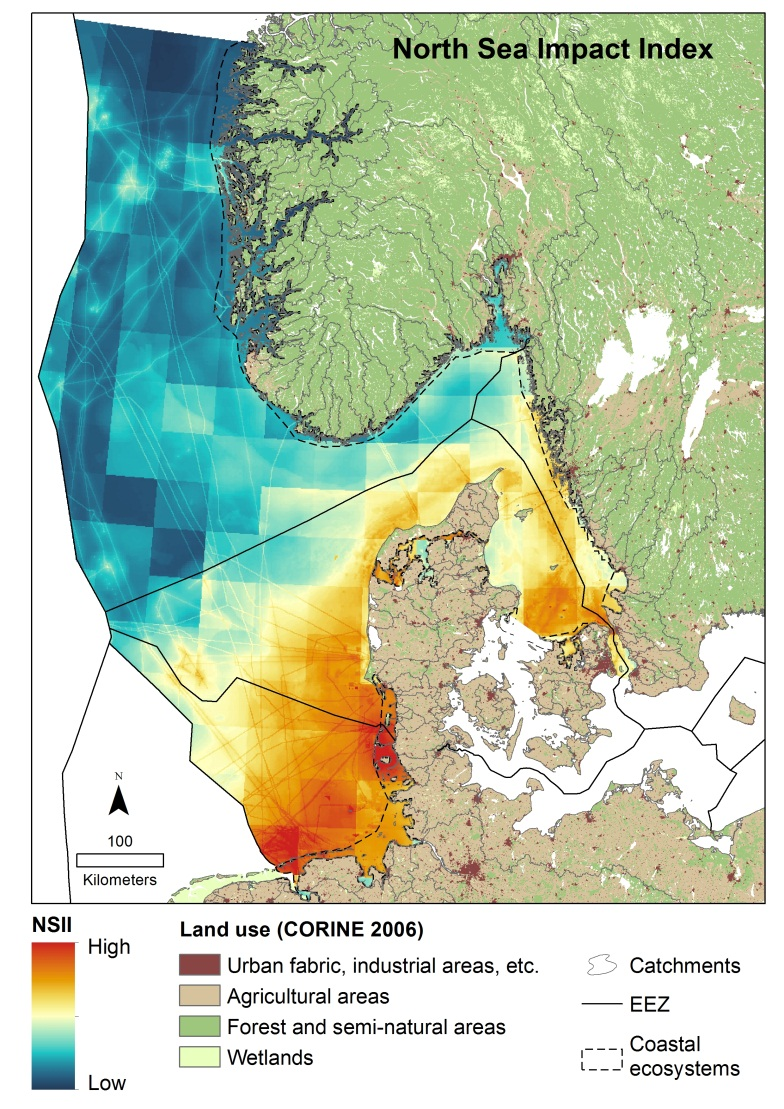 North Sea Impact Index
N
100
Kilometers
NSII
High
Low
Land use (CORINE 2006)
Urban fabric, industrial areas, etc.
Agricultural areas
Forest and semi-natural areas
Wetlands
Catchments
EEZ
Coastal
ecosystems